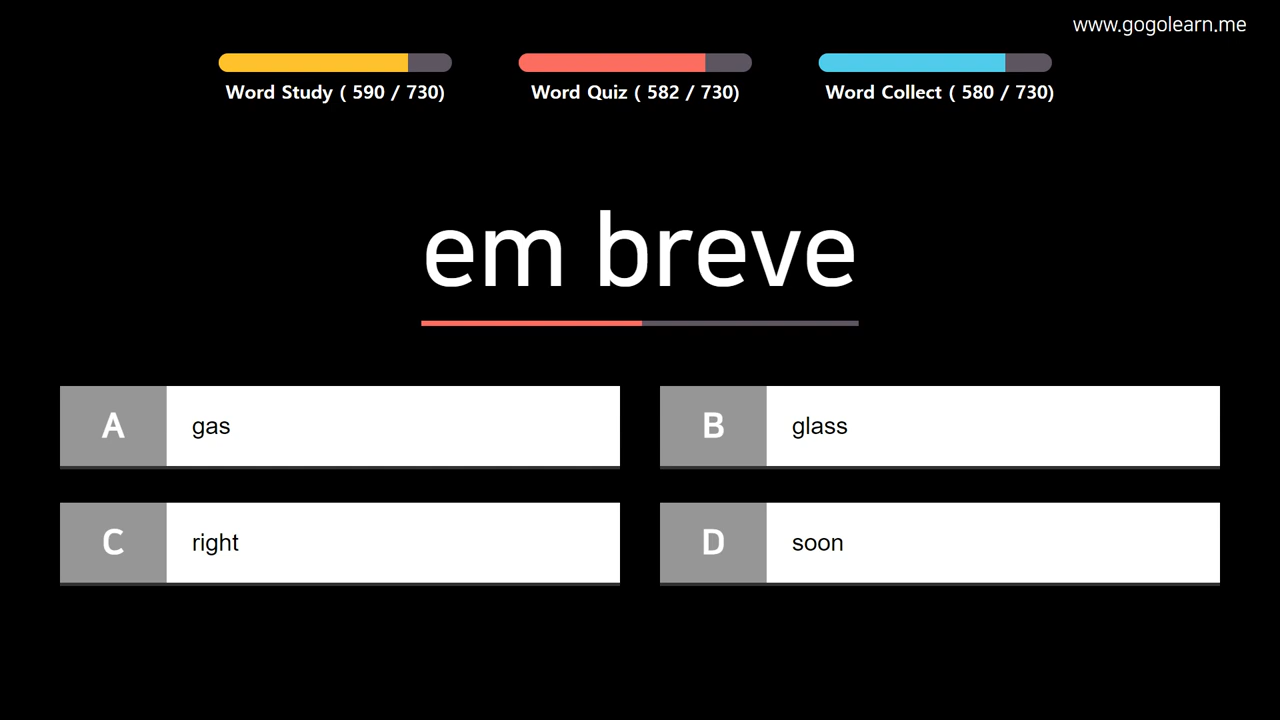 www.gogolearn.me
Word Study ( 590 / 730)
Word Quiz ( 582 / 730)
Word Collect ( 580 / 730)
em breve
A gas
B glass
C right
D soon